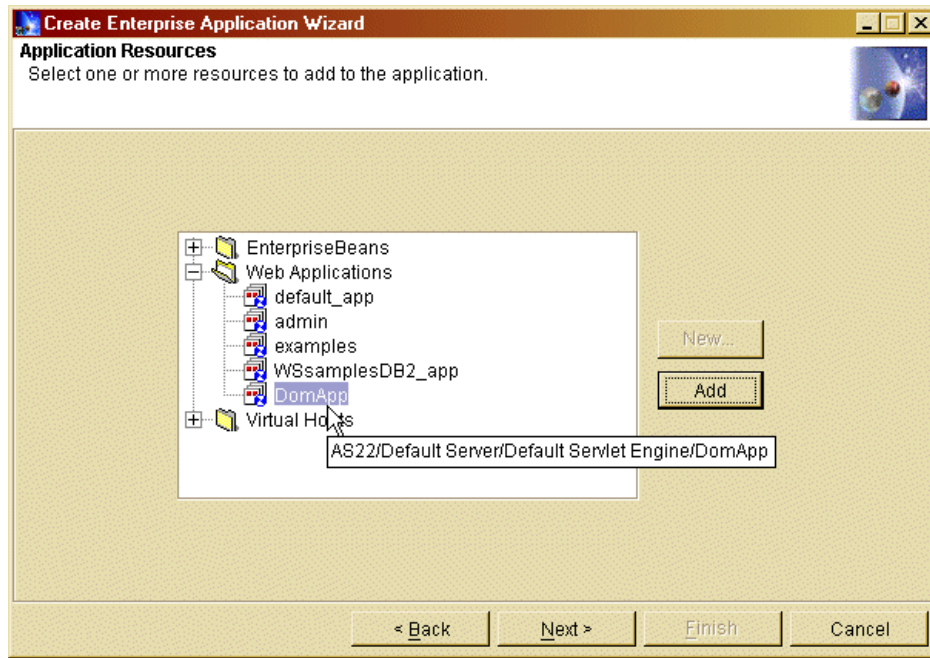 Create Enterprise Application Wizard
Application Resources
Select one or more resources to add to the application.
EnterpriseBeans
Web Applications
default_app
admin
examples
WSsamplesDB2_app
DomApp
Virtual Hosts
AS22/Default Server/Default Servlet Engine/DomApp
New...
Add
< Back
Next >
Finish
Cancel